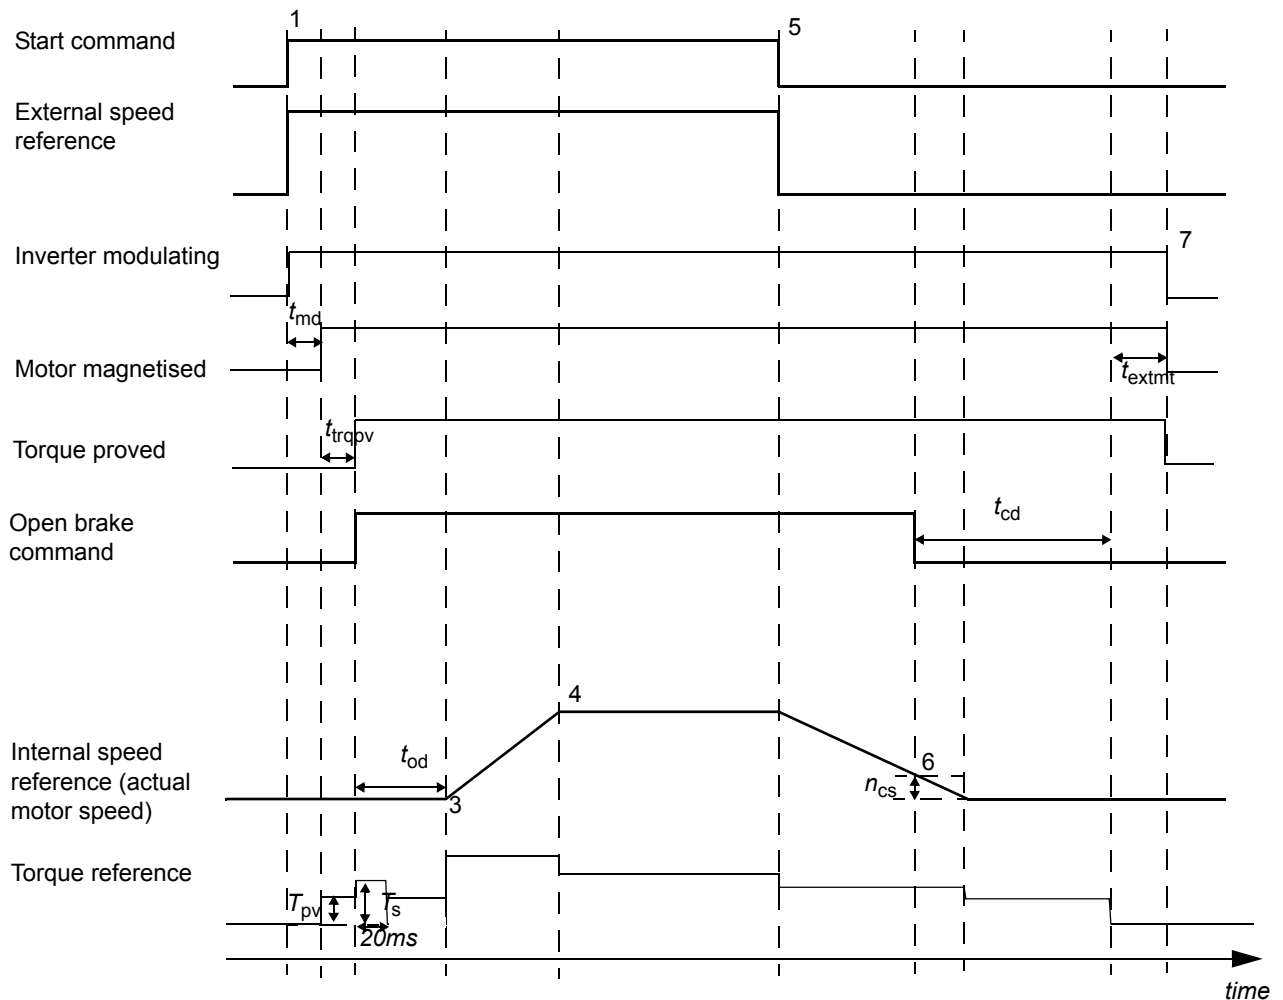 1
5
Start command
External speed
reference
7
Inverter modulating
tmd
Motor magnetised
textmt
ttrqpv
Torque proved
Open brake
command
tcd
4
Internal speed
reference (actual
motor speed)
tod
3
6
ncs
Torque reference
Tpv
Ts
20ms
time